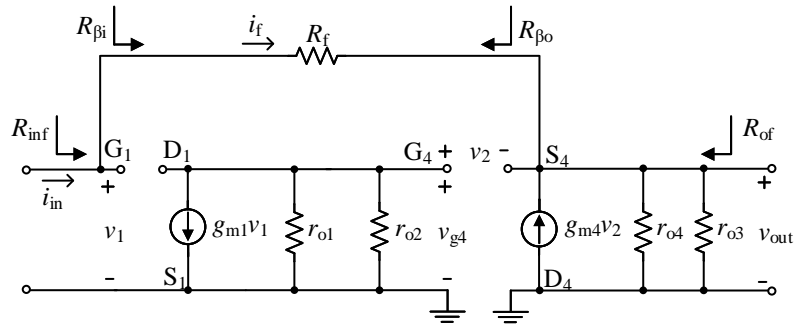 Rβi
if
Rf
Rβo
Rinf
G1
D1
G4
+
v2
-
S4
Rof
iin
+
v1
-
gm1v1
ro1
ro2
+
vg4
-
gm4v2
ro4
ro3
+
vout
-
S1
D4